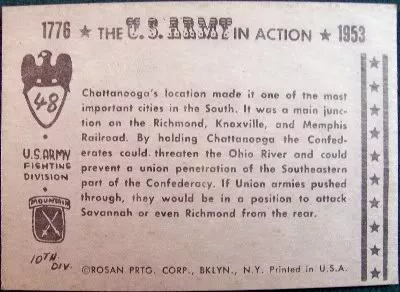 1776 ★ THE U.S. ARMY IN ACTION ★ 1953
48
U.S. ARMY
FIGHTING
DIVISION
MOUNTAIN
10TH. DIV.
Chattanooga's location made it one of the most
important cities in the South. It was a main junc-
tion on the Richmond, Knoxville, and Memphis
Railroad. By holding Chattanooga the Confed-
erates could threaten the Ohio River and could
prevent a union penetration of the Southeastern
part of the Confederacy. If Union armies pushed
through, they would be in a position to attack
Savannah or even Richmond from the rear.
©ROSAN PRTG. CORP., BKLYN., N.Y. Printed in U.S.A.